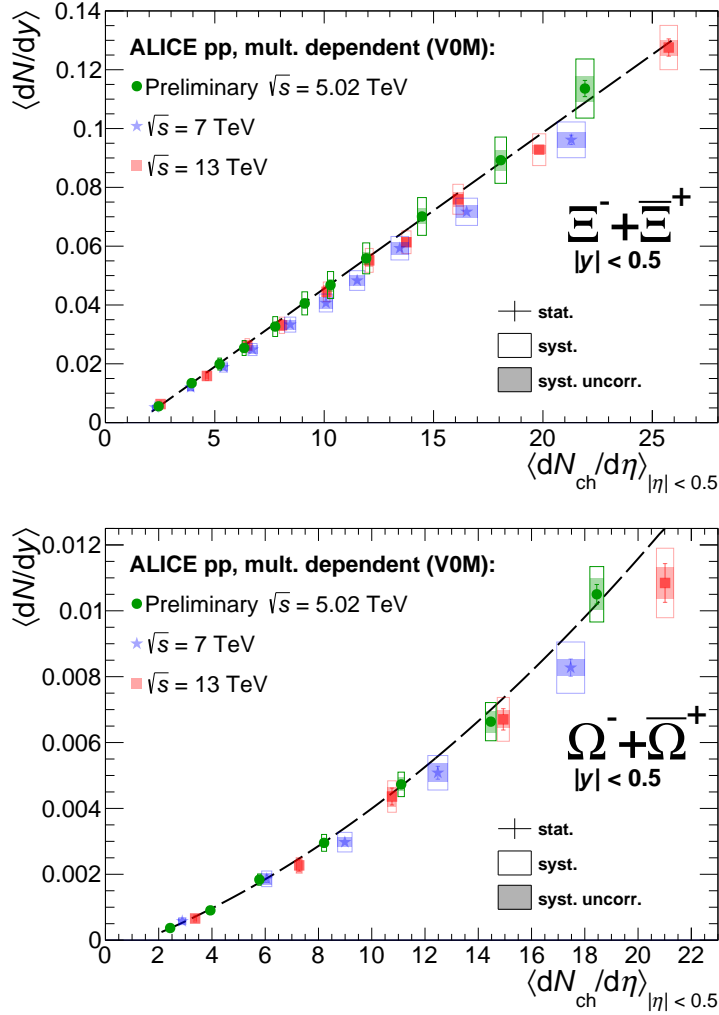 ⟨dN/dy⟩
0.14
0.12
0.1
0.08
0.06
0.04
0.02
0
ALICE pp, mult. dependent (V0M):
Preliminary √s = 5.02 TeV
√s = 7 TeV
√s = 13 TeV
Ξ⁻+Ξ̅⁺
|y| < 0.5
stat.
syst.
syst. uncorr.
0 5 10 15 20 25
⟨dN_ch/dη⟩_|η| < 0.5
⟨dN/dy⟩
0.012
0.01
0.008
0.006
0.004
0.002
0
ALICE pp, mult. dependent (V0M):
Preliminary √s = 5.02 TeV
√s = 7 TeV
√s = 13 TeV
Ω⁻+Ω̅⁺
|y| < 0.5
stat.
syst.
syst. uncorr.
0 2 4 6 8 10 12 14 16 18 20 22
⟨dN_ch/dη⟩_|η| < 0.5